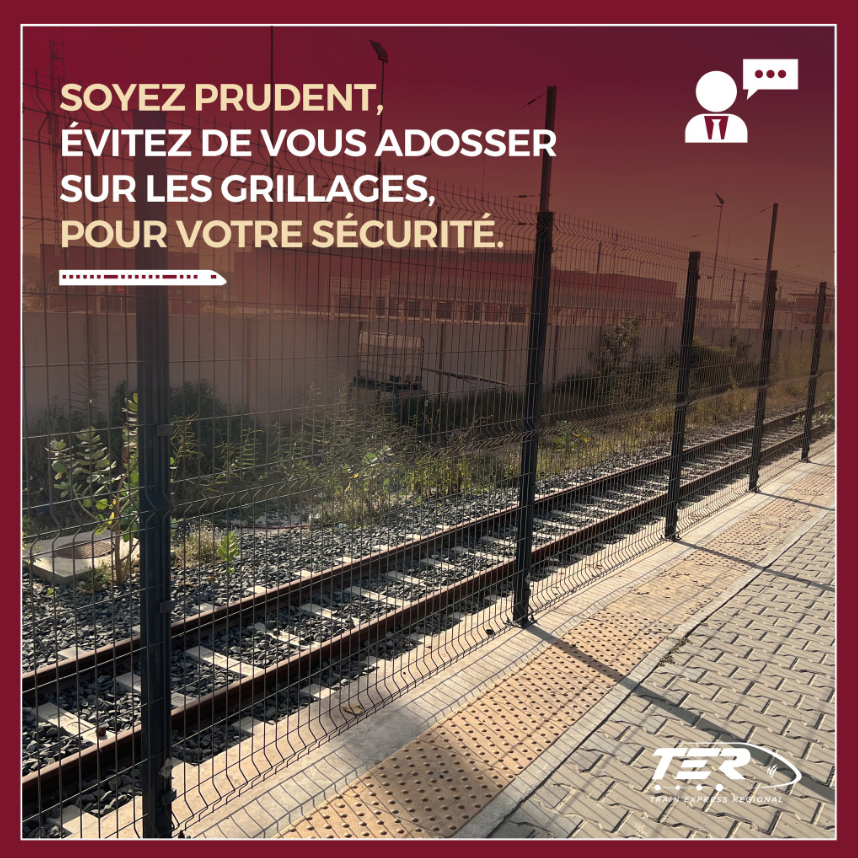 SOYEZ PRUDENT,
ÉVITEZ DE VOUS ADOSSER
SUR LES GRILLAGES,
POUR VOTRE SÉCURITÉ.
TER
TRAIN EXPRESS REGIONAL